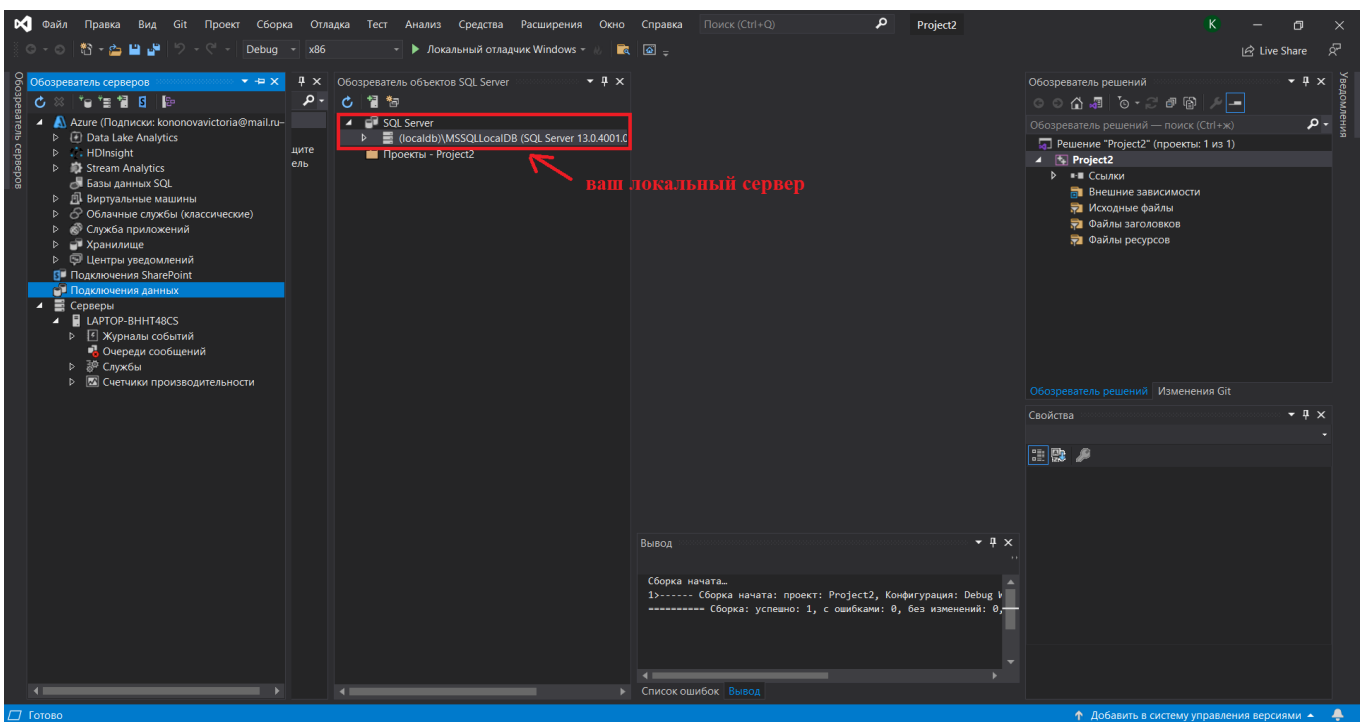 Файл Правка Вид Git Проект Сборка Отладка Тест Анализ Средства Расширения Окно Справка Поиск (Ctrl+Q) Project2 K
Debug x86 Локальный отладчик Windows Live Share
Обозреватель серверов
Обозреватель серверов
Azure (Подписки: kononovavictoria@mail.ru–
Data Lake Analytics
HDInsight
Stream Analytics
Базы данных SQL
Виртуальные машины
Облачные службы (классические)
Служба приложений
Хранилище
Центры уведомлений
Подключения SharePoint
Подключения данных
Серверы
LAPTOP-BHHT48CS
Журналы событий
Очереди сообщений
Службы
Счетчики производительности
щите
ель
Обозреватель объектов SQL Server
SQL Server
(localdb)\MSSQLLocalDB (SQL Server 13.0.4001.0
Проекты - Project2
ваш локальный сервер
Вывод
Сборка начата…
1>------ Сборка начата: проект: Project2, Конфигурация: Debug W
========== Сборка: успешно: 1, с ошибками: 0, без изменений: 0,
Список ошибок Вывод
Обозреватель решений
Обозреватель решений — поиск (Ctrl+ж)
Решение "Project2" (проекты: 1 из 1)
Project2
Ссылки
Внешние зависимости
Исходные файлы
Файлы заголовков
Файлы ресурсов
Обозреватель решений Изменения Git
Свойства
Уведомления
Готово Добавить в систему управления версиями